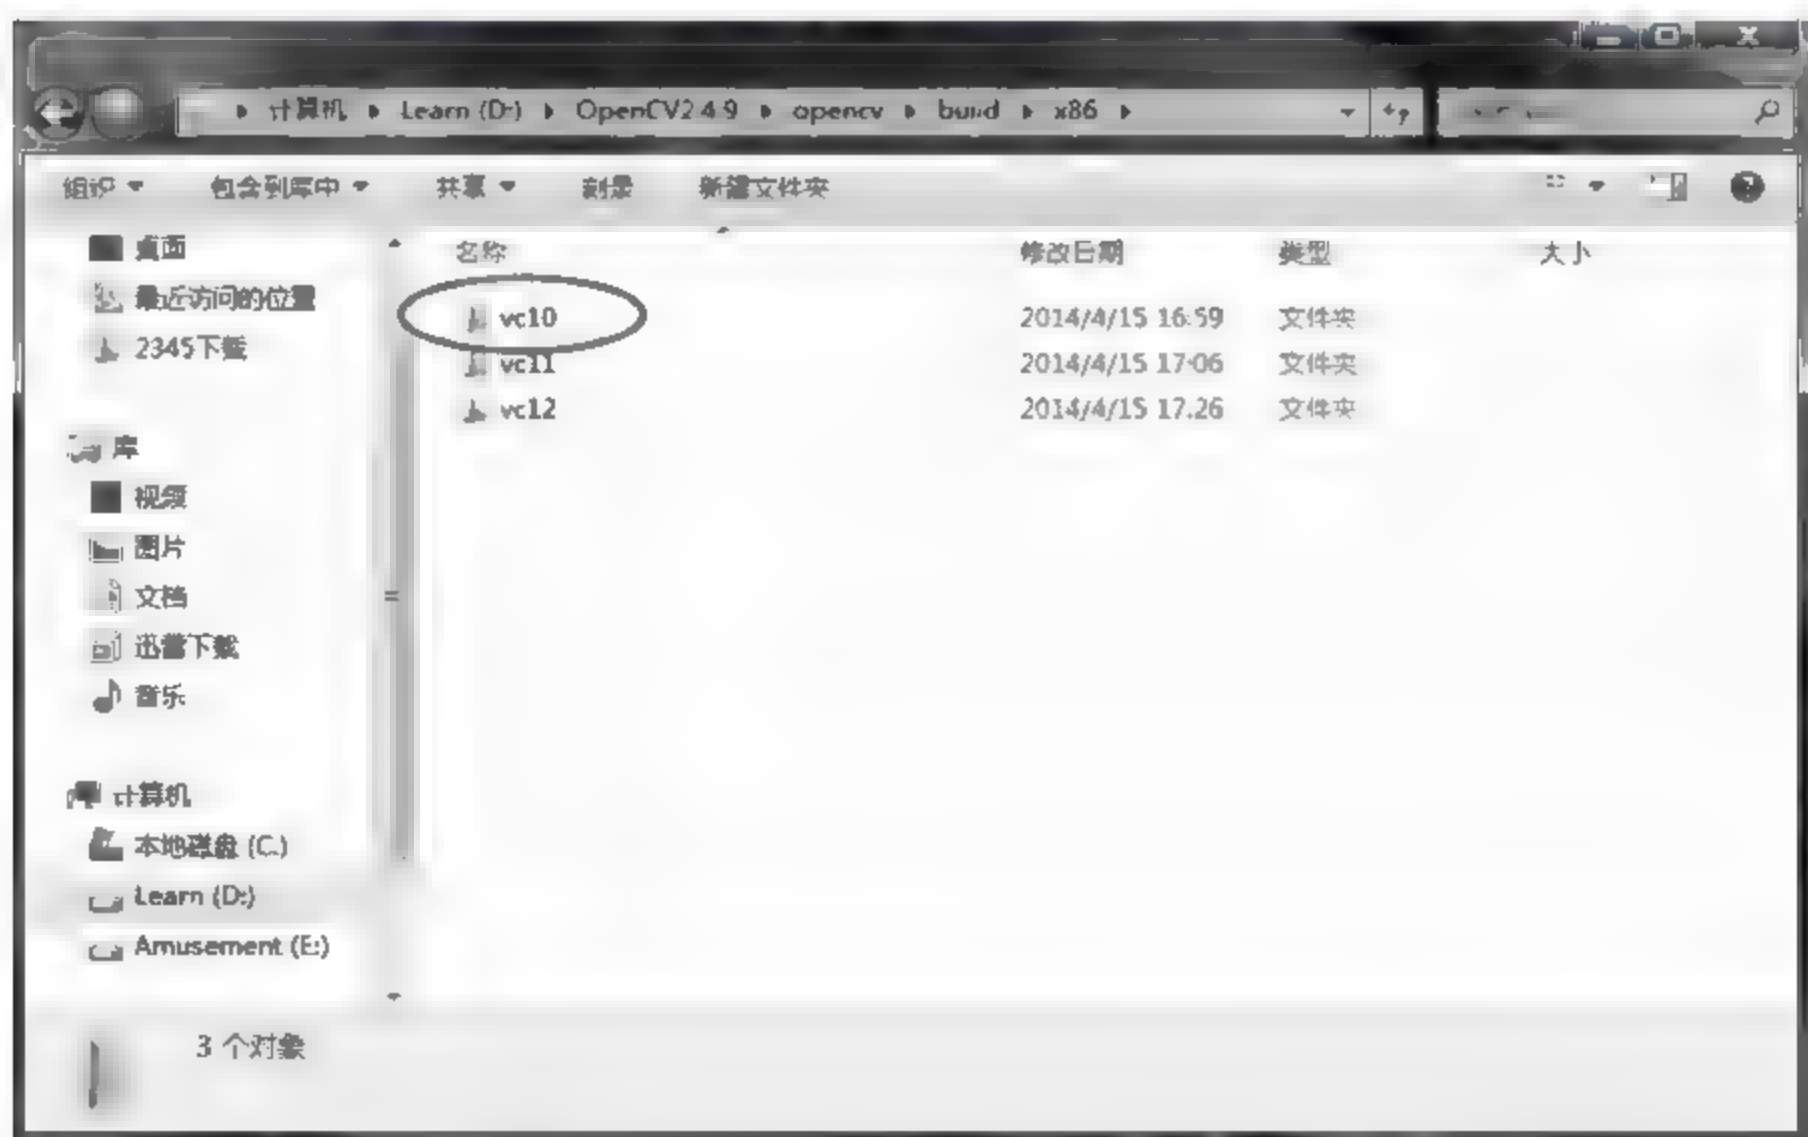 计算机 Learn (D:) OpenCV2.4.9 opencv build x86
组织 包含到库中 共享 刻录 新建文件夹
名称 修改日期 类型 大小
vc10 2014/4/15 16:59 文件夹
vc11 2014/4/15 17:06 文件夹
vc12 2014/4/15 17:26 文件夹
桌面
最近访问的位置
2345下载
库
视频
图片
文档
迅雷下载
音乐
计算机
本地磁盘 (C:)
Learn (D:)
Amusement (E:)
3 个对象